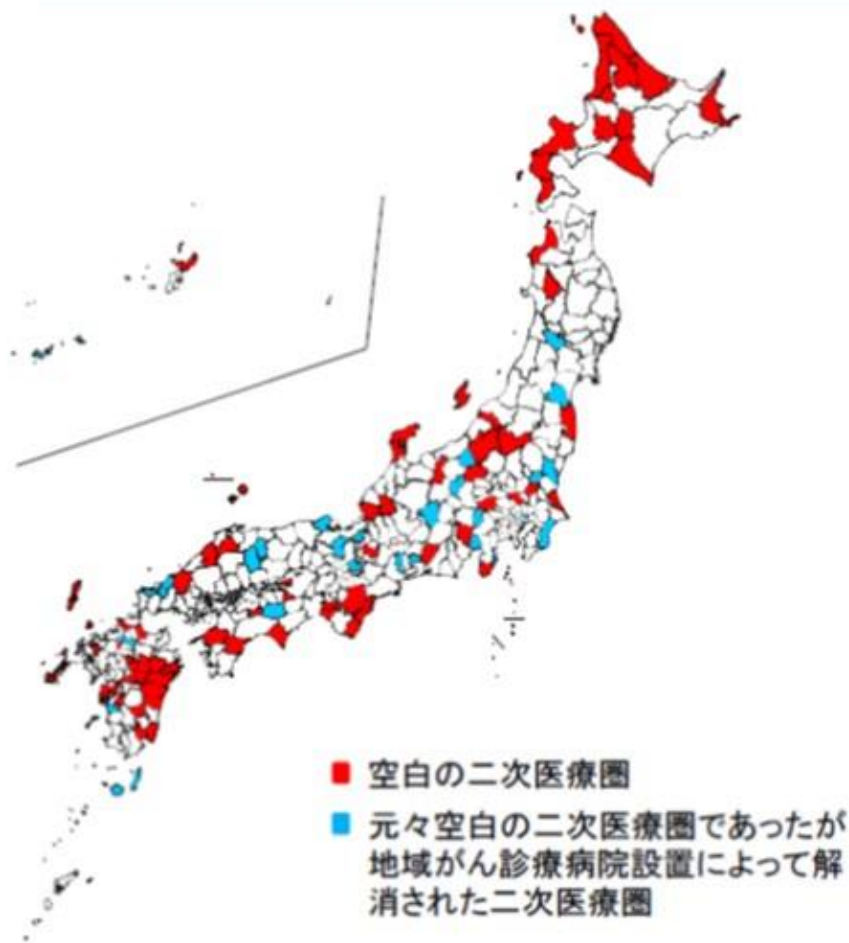 空白の二次医療圏
元々空白の二次医療圏であったが
地域がん診療病院設置によって解
消された二次医療圏